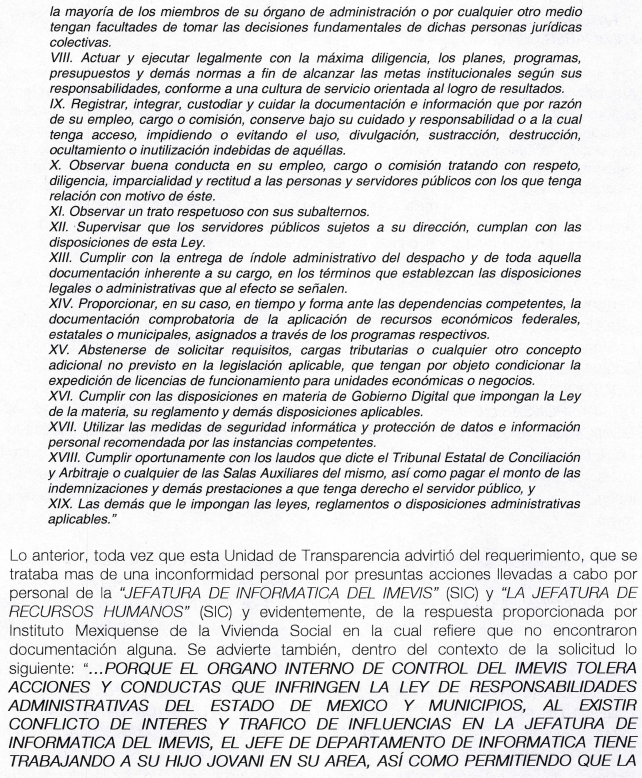 la mayoría de los miembros de su órgano de administración o por cualquier otro medio
tengan facultades de tomar las decisiones fundamentales de dichas personas jurídicas
colectivas.
VIII. Actuar y ejecutar legalmente con la máxima diligencia, los planes, programas,
presupuestos y demás normas a fin de alcanzar las metas institucionales según sus
responsabilidades, conforme a una cultura de servicio orientada al logro de resultados.
IX. Registrar, integrar, custodiar y cuidar la documentación e información que por razón
de su empleo, cargo o comisión, conserve bajo su cuidado y responsabilidad o a la cual
tenga acceso, impidiendo o evitando el uso, divulgación, sustracción, destrucción,
ocultamiento o inutilización indebidas de aquéllas.
X. Observar buena conducta en su empleo, cargo o comisión tratando con respeto,
diligencia, imparcialidad y rectitud a las personas y servidores públicos con los que tenga
relación con motivo de éste.
XI. Observar un trato respetuoso con sus subalternos.
XII. Supervisar que los servidores públicos sujetos a su dirección, cumplan con las
disposiciones de esta Ley.
XIII. Cumplir con la entrega de índole administrativo del despacho y de toda aquella
documentación inherente a su cargo, en los términos que establezcan las disposiciones
legales o administrativas que al efecto se señalen.
XIV. Proporcionar, en su caso, en tiempo y forma ante las dependencias competentes, la
documentación comprobatoria de la aplicación de recursos económicos federales,
estatales o municipales, asignados a través de los programas respectivos.
XV. Abstenerse de solicitar requisitos, cargas tributarias o cualquier otro concepto
adicional no previsto en la legislación aplicable, que tengan por objeto condicionar la
expedición de licencias de funcionamiento para unidades económicas o negocios.
XVI. Cumplir con las disposiciones en materia de Gobierno Digital que impongan la Ley
de la materia, su reglamento y demás disposiciones aplicables.
XVII. Utilizar las medidas de seguridad informática y protección de datos e información
personal recomendada por las instancias competentes.
XVIII. Cumplir oportunamente con los laudos que dicte el Tribunal Estatal de Conciliación
y Arbitraje o cualquier de las Salas Auxiliares del mismo, así como pagar el monto de las
indemnizaciones y demás prestaciones a que tenga derecho el servidor público, y
XIX. Las demás que le impongan las leyes, reglamentos o disposiciones administrativas
aplicables.”
Lo anterior, toda vez que esta Unidad de Transparencia advirtió del requerimiento, que se
trataba mas de una inconformidad personal por presuntas acciones llevadas a cabo por
personal de la “JEFATURA DE INFORMATICA DEL IMEVIS” (SIC) y “LA JEFATURA DE
RECURSOS HUMANOS” (SIC) y evidentemente, de la respuesta proporcionada por
Instituto Mexiquense de la Vivienda Social en la cual refiere que no encontraron
documentación alguna. Se advierte también, dentro del contexto de la solicitud lo
siguiente: “...PORQUE EL ORGANO INTERNO DE CONTROL DEL IMEVIS TOLERA
ACCIONES Y CONDUCTAS QUE INFRINGEN LA LEY DE RESPONSABILIDADES
ADMINISTRATIVAS DEL ESTADO DE MEXICO Y MUNICIPIOS, AL EXISTIR
CONFLICTO DE INTERES Y TRAFICO DE INFLUENCIAS EN LA JEFATURA DE
INFORMATICA DEL IMEVIS, EL JEFE DE DEPARTAMENTO DE INFORMATICA TIENE
TRABAJANDO A SU HIJO JOVANI EN SU AREA, ASÍ COMO PERMITIENDO QUE LA